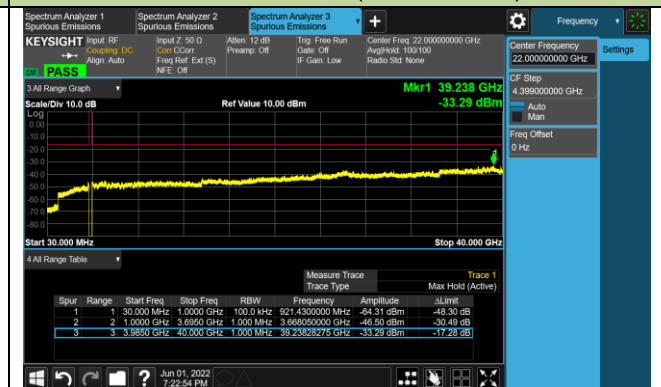 Spectrum Analyzer 1
Spurious Emissions
Spectrum Analyzer 2
Spurious Emissions
Spectrum Analyzer 3
Spurious Emissions
Frequency
KEYSIGHT
Input: RF
Coupling: DC
Align: Auto
Input Z: 50 Ω
Corr CCorr
Freq Ref: Ext (S)
NFE: Off
Atten: 12 dB
Preamp: Off
Trig: Free Run
Gate: Off
IF Gain: Low
Center Freq: 22.000000000 GHz
Avg|Hold: 100/100
Radio Std: None
LW PASS
Center Frequency
22.000000000 GHz
Settings
CF Step
4.399000000 GHz
Auto
Man
Freq Offset
0 Hz
3 All Range Graph
Mkr1 39.238 GHz
-33.29 dBm
Scale/Div 10.0 dB
Ref Value 10.00 dBm
Log
0.00
-10.0
-20.0
-30.0
-40.0
-50.0
-60.0
-70.0
-80.0
1
Start 30.000 MHz
Stop 40.000 GHz
4 All Range Table
Measure Trace Trace 1
Trace Type Max Hold (Active)
Spur Range Start Freq Stop Freq RBW Frequency Amplitude ∆Limit
1 1 30.000 MHz 1.0000 GHz 100.0 kHz 921.4300000 MHz -64.31 dBm -48.30 dB
2 2 1.0000 GHz 3.6950 GHz 1.000 MHz 3.668050000 GHz -46.50 dBm -30.49 dB
3 3 3.9850 GHz 40.000 GHz 1.000 MHz 39.23828275 GHz -33.29 dBm -17.28 dB
Jun 01, 2022
7:22:54 PM